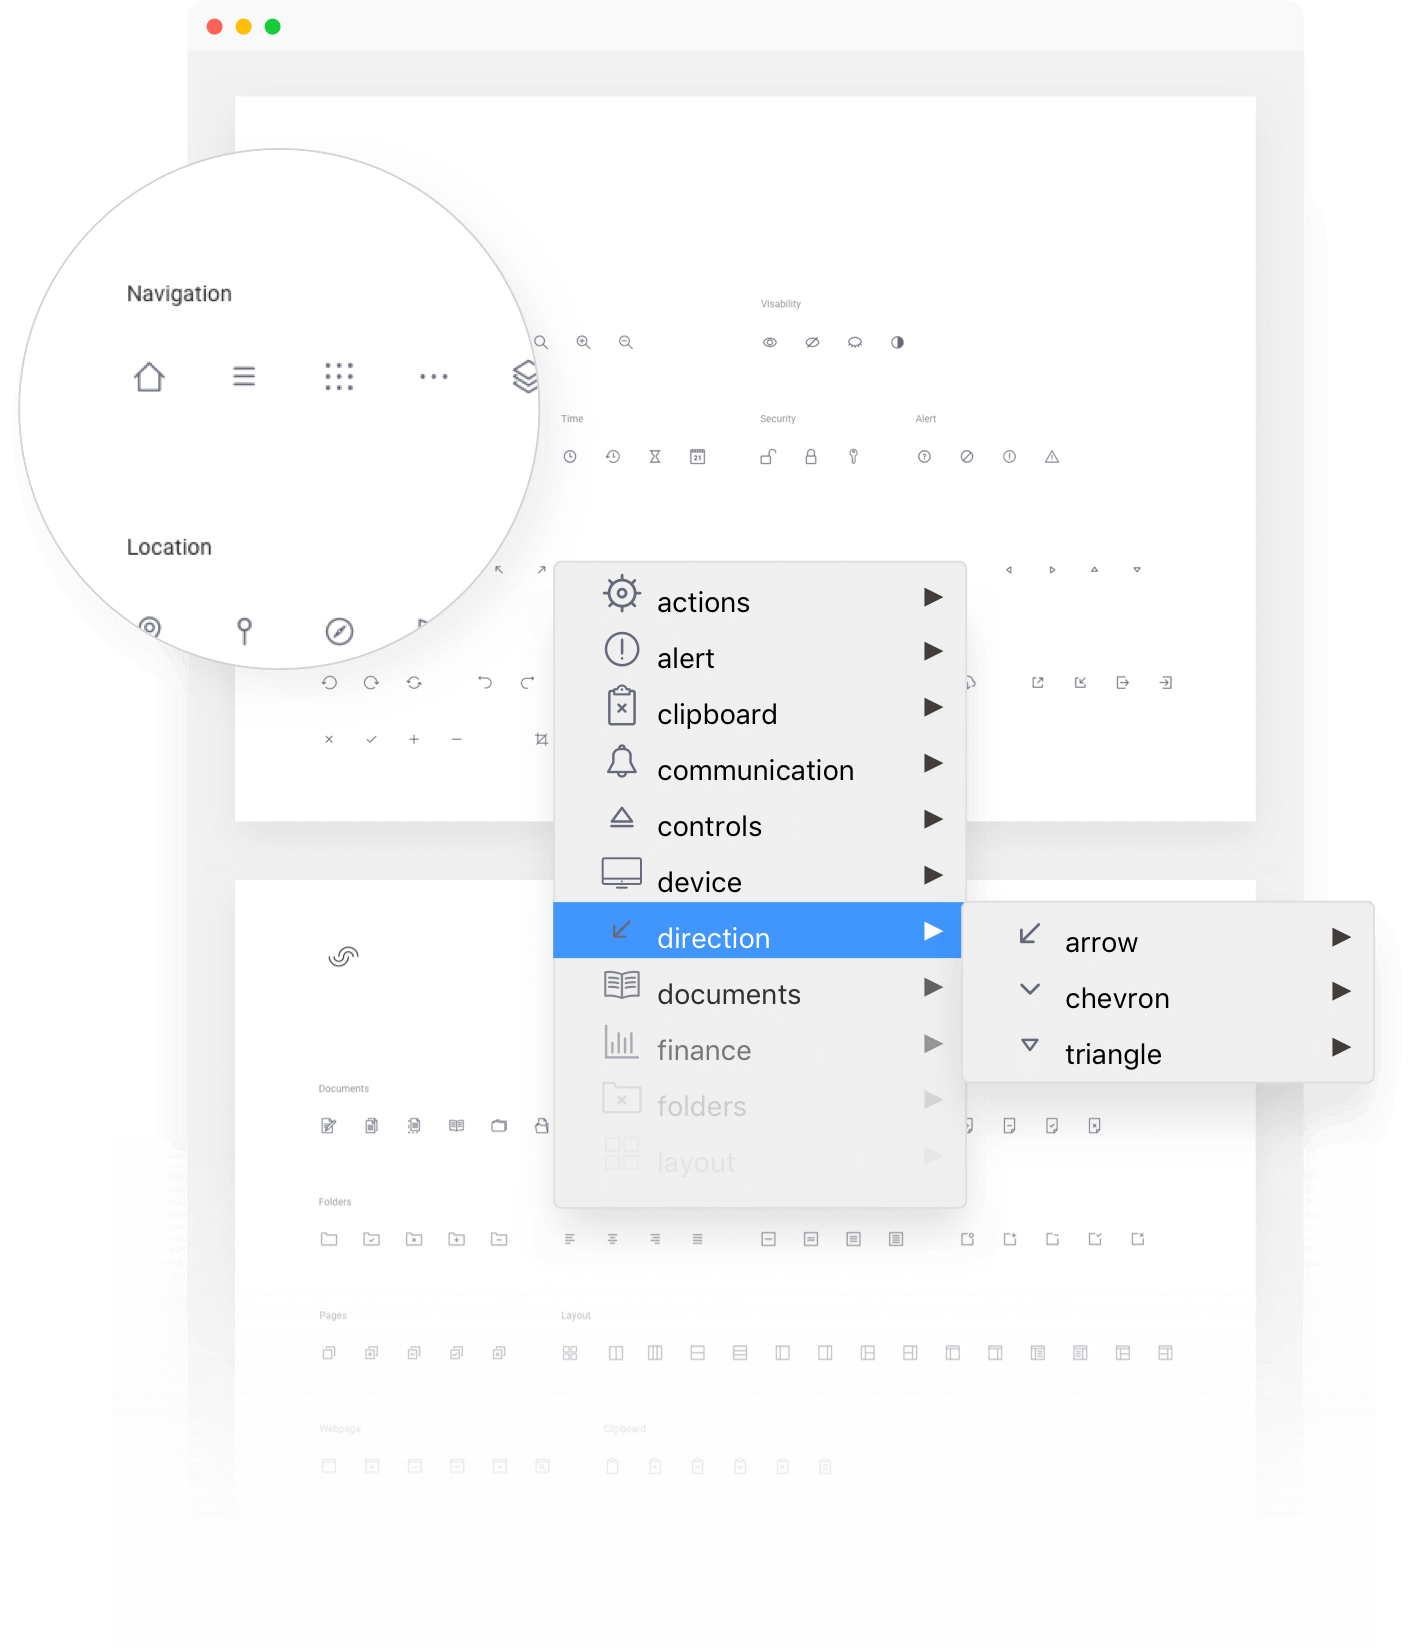 Navigation
Visability
Time
Security
Alert
21
Location
actions
alert
clipboard
communication
controls
device
direction
documents
finance
folders
layout
arrow
chevron
triangle
Documents
Folders
Pages
Layout
Webpage
Clipboard